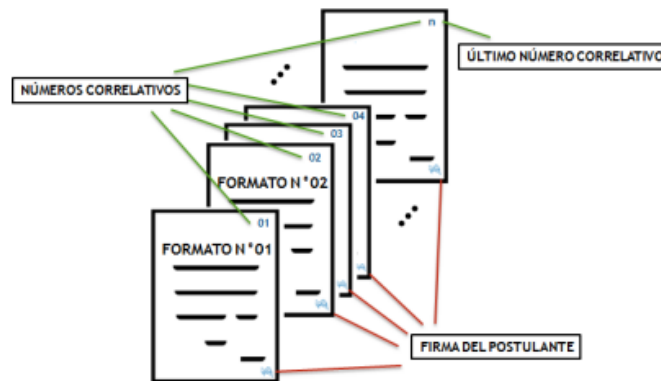 n
ÚLTIMO NÚMERO CORRELATIVO
NÚMEROS CORRELATIVOS
04
03
02
FORMATO N°02
01
FORMATO N°01
FIRMA DEL POSTULANTE